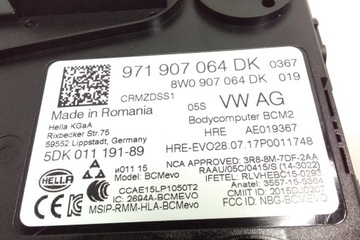 971 907 064 DK 0367
8W0 907 064 DK 019
CRMZDSS1
05S VW AG
Bodycomputer BCM2
HRE AE019367
HRE-EVO28.07.17P0011748
Made in Romania
Hella KGaA
Rixbecker Str.75
59552 Lippstadt, Germany
5DK 011 191-89
HELLA
Model: BCMevo
CCAE15LP1050T2
IC: 2694A-BCMevo
MSIP-RMM-HLA-BCMevo
NCA APPROVED: 3R8-8M-7DF-2AA
RAAU/05C/0415/S (14-3022)
IFETEL RLVHEBC15-0295
Anatel: 3557-15-5264
CMIIT ID: 2015DJ0207
FCC ID: NBG-BCMEVO